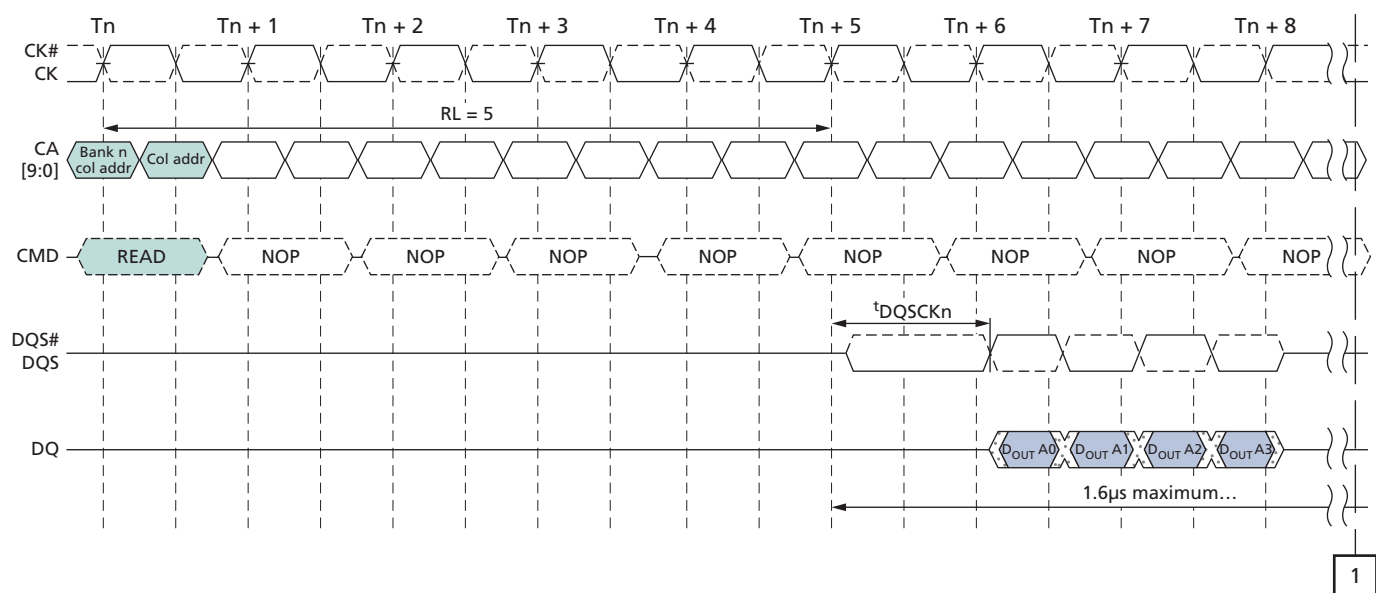 Tn Tn + 1 Tn + 2 Tn + 3 Tn + 4 Tn + 5 Tn + 6 Tn + 7 Tn + 8
CK#
CK
RL = 5
CA
[9:0]
Bank n
col addr
Col addr
CMD READ NOP NOP NOP NOP NOP NOP NOP NOP
tDQSCKn
DQS#
DQS
DQ DOUT A0 DOUT A1 DOUT A2 DOUT A3
1.6µs maximum…
1